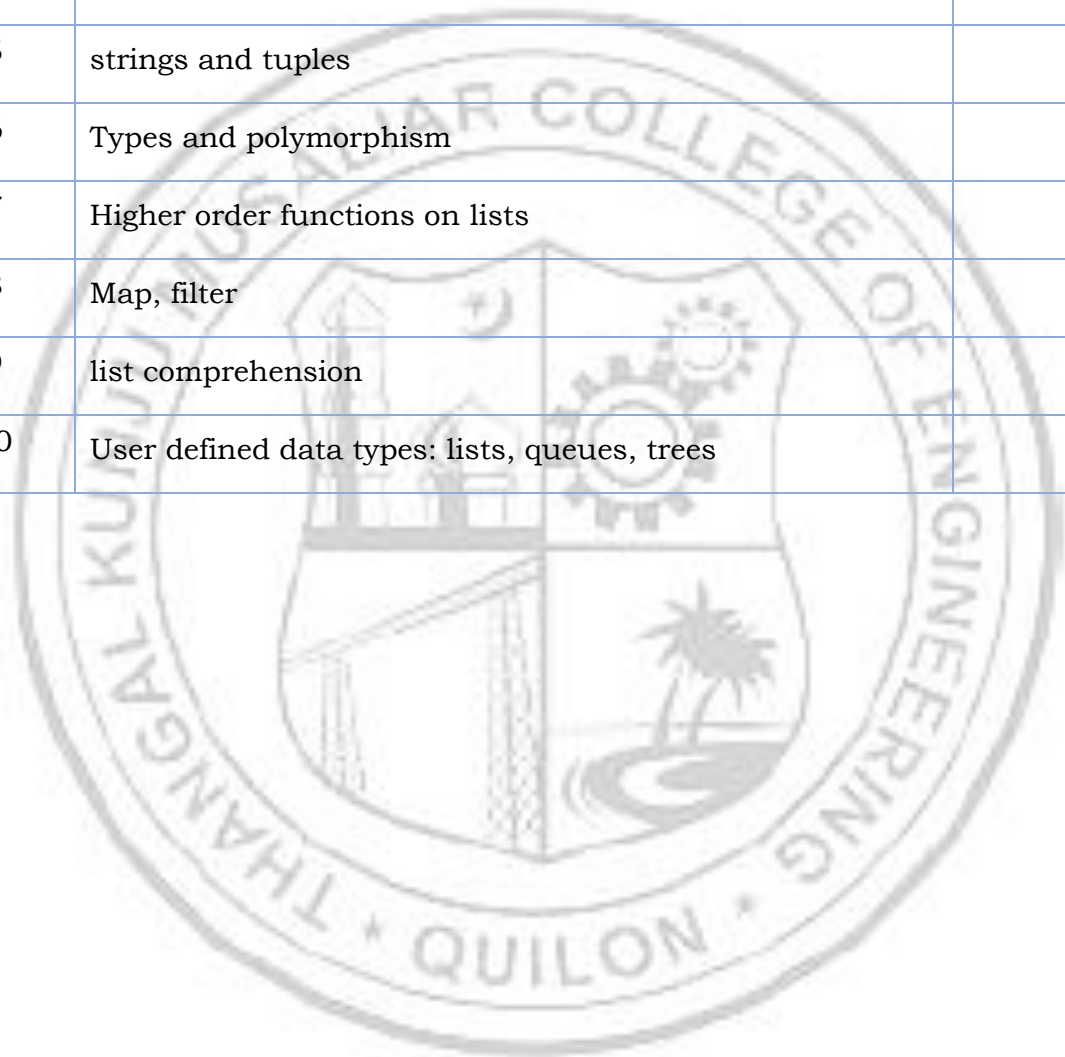 strings and tuples
Types and polymorphism
Higher order functions on lists
Map, filter
list comprehension
0 User defined data types: lists, queues, trees
THANGAL KUNJU MUSALIAR COLLEGE OF ENGINEERING
* QUILON *